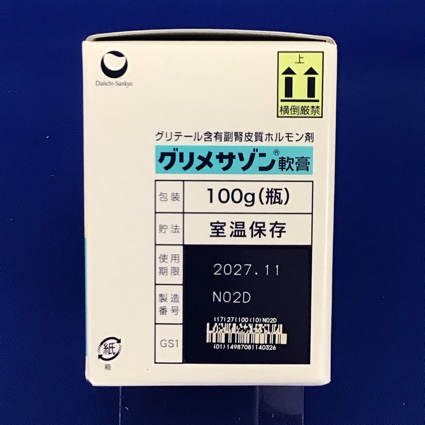 Daiichi-Sankyo
上
横倒厳禁
グリテール含有副腎皮質ホルモン剤
グリメサゾン®軟膏
包装 100g(瓶)
貯法 室温保存
使用期限 2027.11
製造番号 N02D
GS1
(17)271100(10)N02D
(01)14987081140326
紙
箱